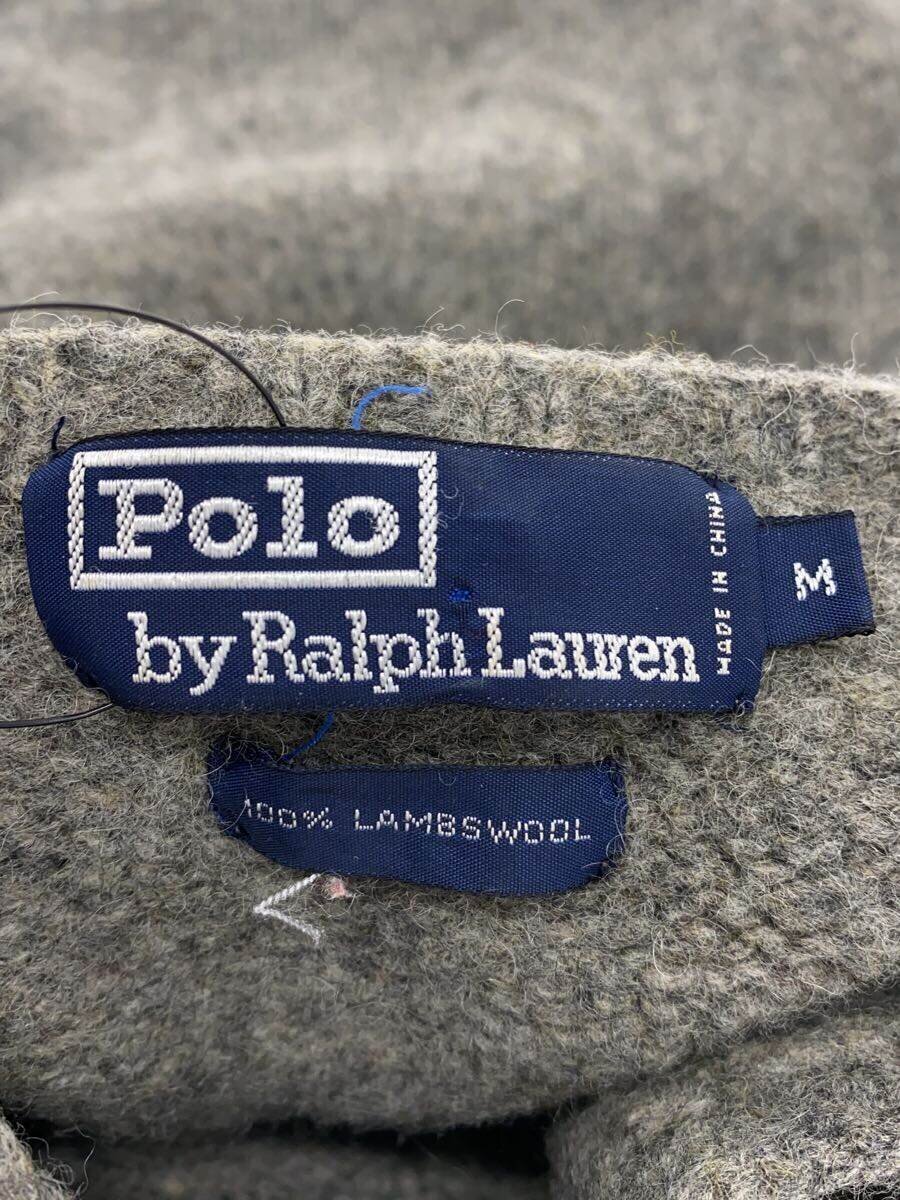 Polo
by Ralph Lauren
MADE IN CHINA
M
100% LAMBSWOOL